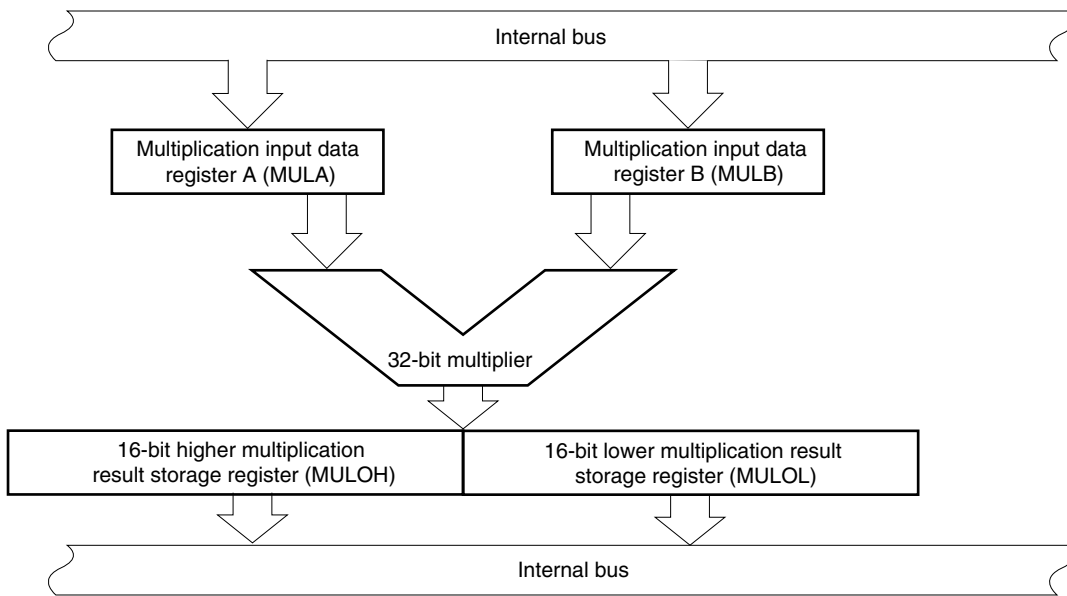 Internal bus
Multiplication input data
register A (MULA)
Multiplication input data
register B (MULB)
32-bit multiplier
16-bit higher multiplication
result storage register (MULOH)
16-bit lower multiplication result
storage register (MULOL)
Internal bus